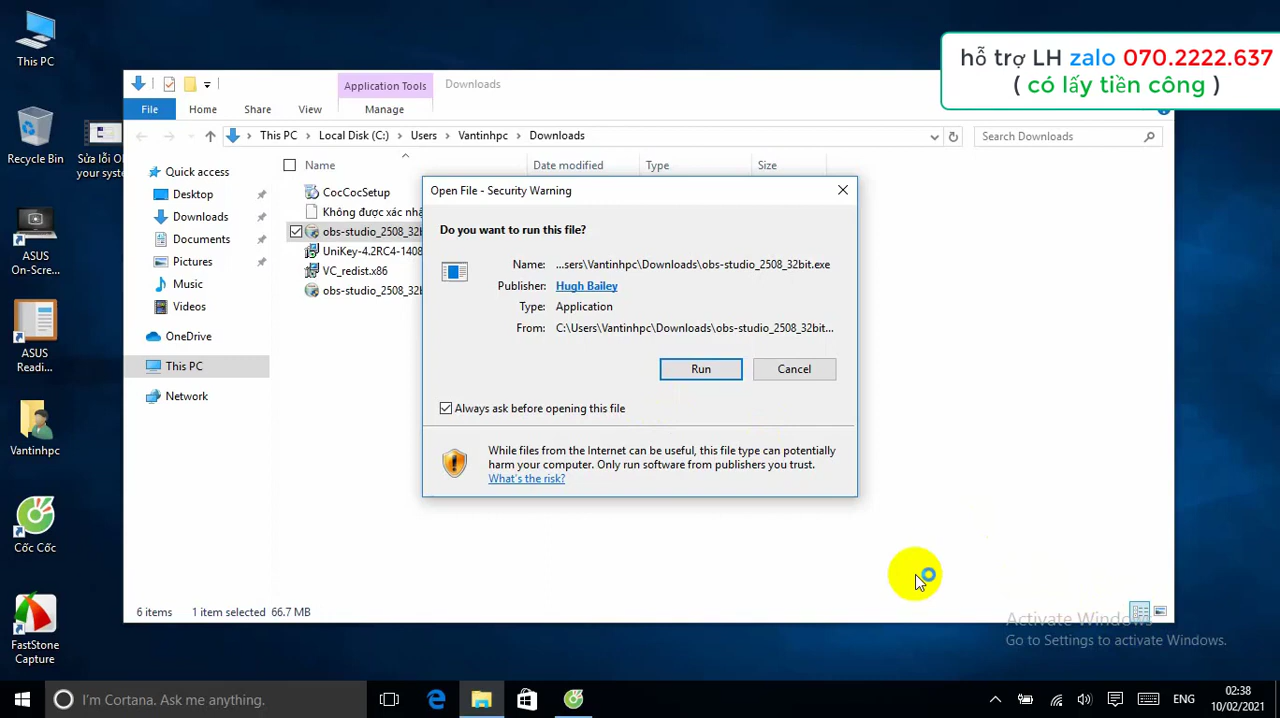 This PC
Recycle Bin
ASUS
On-Scre...
ASUS
Readi...
Vantinhpc
Cốc Cốc
FastStone
Capture
Sửa lỗi O
your syste
hỗ trợ LH zalo 070.2222.637
( có lấy tiền công )
Application Tools
Downloads
File
Home
Share
View
Manage
This PC
Local Disk (C:)
Users
Vantinhpc
Downloads
Search Downloads
Name
Date modified
Type
Size
Quick access
Desktop
Downloads
Documents
Pictures
Music
Videos
OneDrive
This PC
Network
CocCocSetup
Không được xác nhậ
obs-studio_2508_32b
UniKey-4.2RC4-1408
VC_redist.x86
obs-studio_2508_32b
Open File - Security Warning
Do you want to run this file?
Name: ...sers\Vantinhpc\Downloads\obs-studio_2508_32bit.exe
Publisher: Hugh Bailey
Type: Application
From: C:\Users\Vantinhpc\Downloads\obs-studio_2508_32bit...
Run
Cancel
Always ask before opening this file
While files from the Internet can be useful, this file type can potentially
harm your computer. Only run software from publishers you trust.
What's the risk?
6 items
1 item selected 66.7 MB
Activate Windows
Go to Settings to activate Windows.
I'm Cortana. Ask me anything.
ENG
02:38
10/02/2021